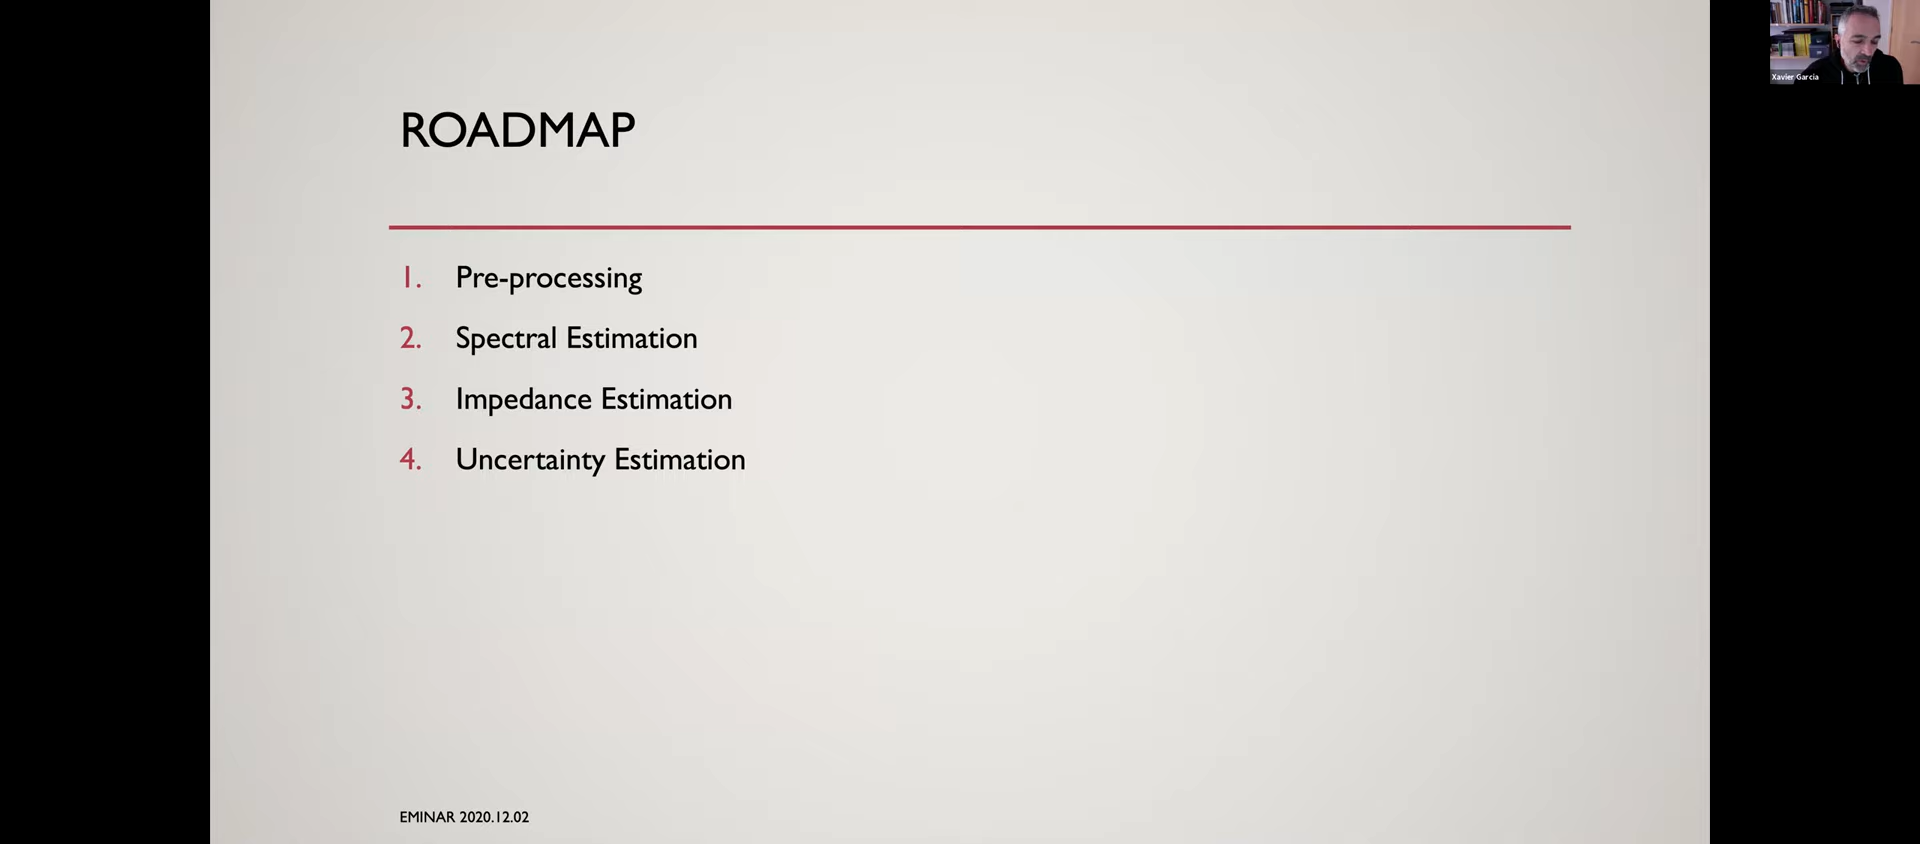 ROADMAP
1. Pre-processing
2. Spectral Estimation
3. Impedance Estimation
4. Uncertainty Estimation
EMINAR 2020.12.02
Xavier Garcia